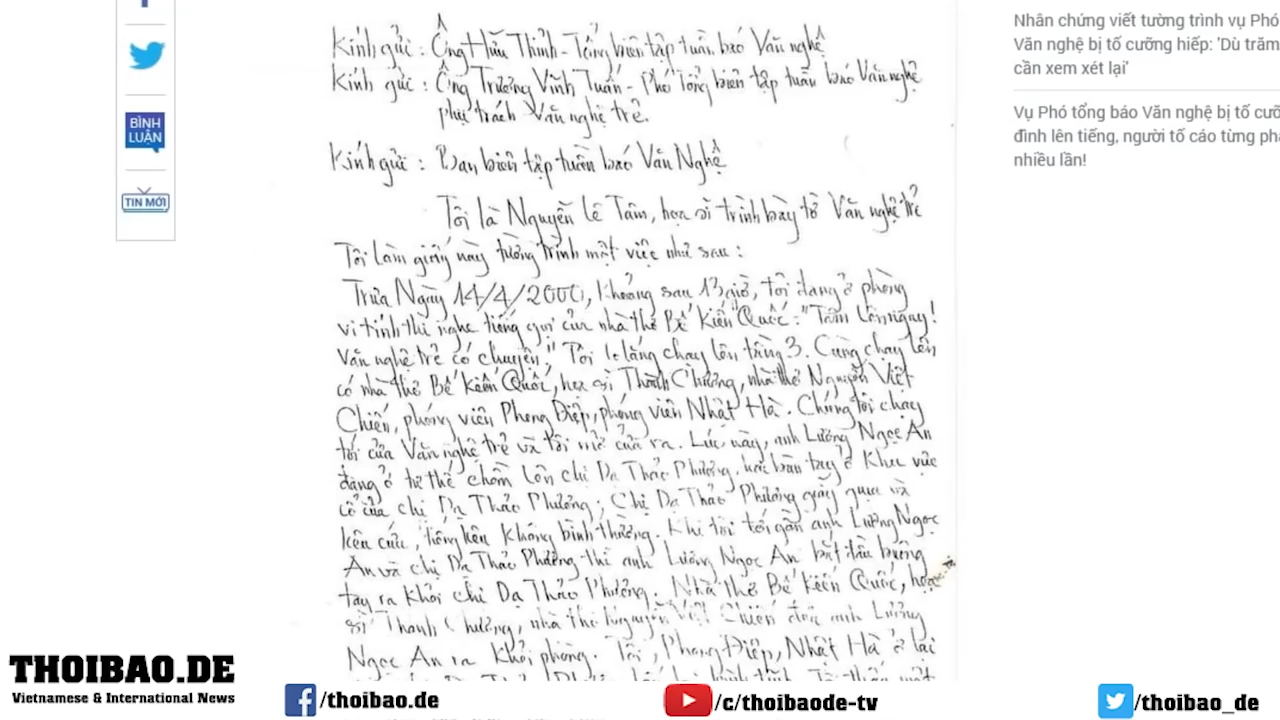 BÌNH
LUẬN
TIN MỚI
Kính gửi : Ông Hữu Thỉnh - Tổng biên tập tuần báo Văn nghệ
Kính gửi : Ông Trương Vĩnh Tuấn - Phó Tổng biên tập tuần báo Văn nghệ
phụ trách Văn nghệ trẻ.
Kính gửi : Ban biên tập tuần báo Văn Nghệ
Tôi là Nguyễn Lê Tâm, họa sĩ trình bày tờ Văn nghệ trẻ
Tôi làm giấy này tường trình một việc như sau :
Trưa Ngày 14/4/2000, khoảng sau 13 giờ, tôi đang ở phòng
vi tính thì nghe tiếng gọi của nhà thơ Bế Kiến Quốc : "Tâm lên ngay!
Văn nghệ trẻ có chuyện." Tôi lo lắng chạy lên tầng 3. Cùng chạy lên
có nhà thơ Bế Kiến Quốc, họa sĩ Thành Chương, nhà thơ Nguyễn Việt
Chiến, phóng viên Phong Điệp, phóng viên Nhật Hà. Chúng tôi chạy
tới cửa Văn nghệ trẻ và tôi mở cửa ra. Lúc này, anh Lương Ngọc An
đang ở tư thế chồm lên chị Dạ Thảo Phương, hai bàn tay ở khu vực
cổ của chị Dạ Thảo Phương; Chị Dạ Thảo Phương giãy giụa và
kêu cứu, tiếng kêu không bình thường. Khi tôi tới gần anh Lương Ngọc
An và chị Dạ Thảo Phương thì anh Lương Ngọc An bắt đầu buông
tay ra khỏi chị Dạ Thảo Phương. Nhà thơ Bế Kiến Quốc, họa
sĩ Thành Chương, nhà thơ Nguyễn Việt Chiến đưa anh Lương
Ngọc An ra khỏi phòng. Tôi, Phong Điệp, Nhật Hà ở lại
Nhân chứng viết tường trình vụ Phó
Văn nghệ bị tố cưỡng hiếp: 'Dù trăm
cần xem xét lại'
Vụ Phó tổng báo Văn nghệ bị tố
đình lên tiếng, người tố cáo từng
nhiều lần!
THOIBAO.DE
Vietnamese & International News
/thoibao.de
/c/thoibaode-tv
/thoibao_de